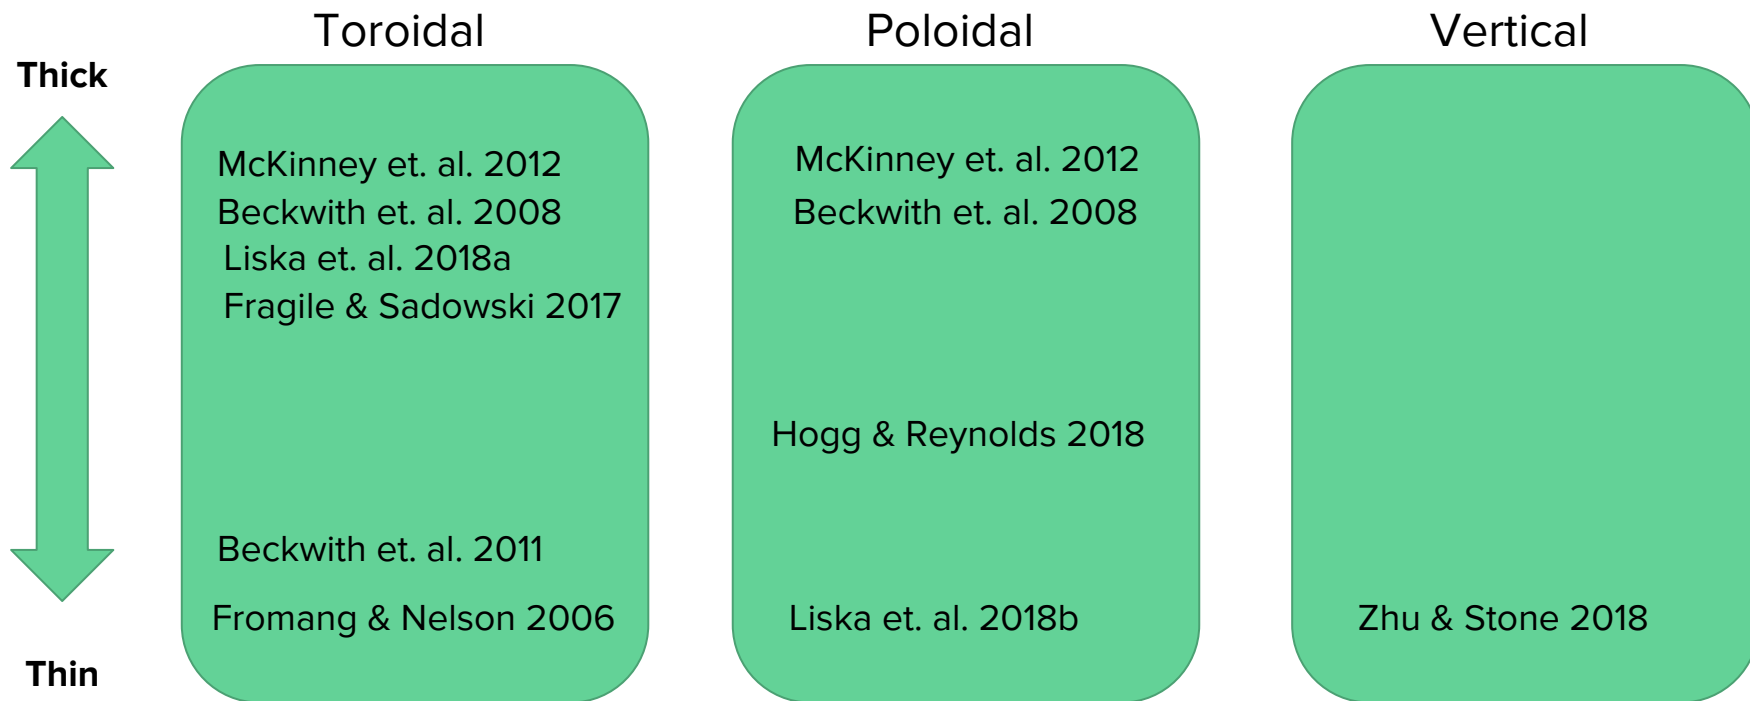 Toroidal
Poloidal
Vertical
Thick
McKinney et. al. 2012
Beckwith et. al. 2008
Liska et. al. 2018a
Fragile & Sadowski 2017
Beckwith et. al. 2011
Fromang & Nelson 2006
McKinney et. al. 2012
Beckwith et. al. 2008
Hogg & Reynolds 2018
Liska et. al. 2018b
Zhu & Stone 2018
Thin